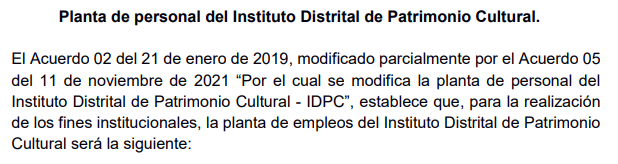 Planta de personal del Instituto Distrital de Patrimonio Cultural.
El Acuerdo 02 del 21 de enero de 2019, modificado parcialmente por el Acuerdo 05
del 11 de noviembre de 2021 “Por el cual se modifica la planta de personal del
Instituto Distrital de Patrimonio Cultural - IDPC”, establece que, para la realización
de los fines institucionales, la planta de empleos del Instituto Distrital de Patrimonio
Cultural será la siguiente: